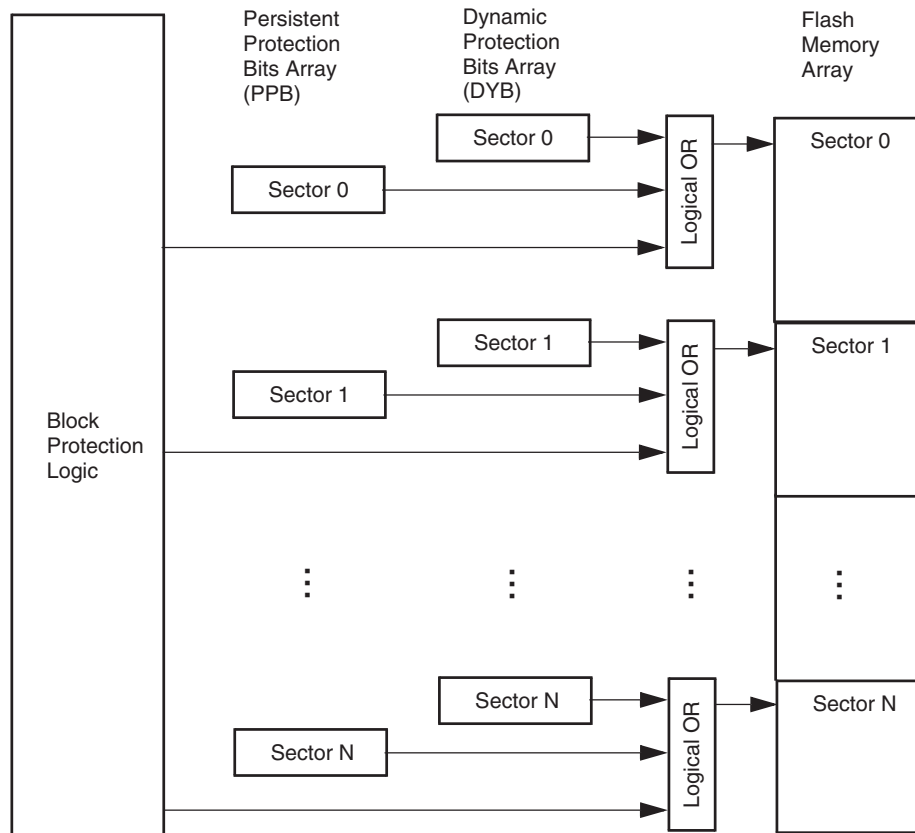 Persistent
Protection
Bits Array
(PPB)
Dynamic
Protection
Bits Array
(DYB)
Flash
Memory
Array
Sector 0
Sector 0
Logical OR
Sector 0
Sector 1
Sector 1
Logical OR
Sector 1
Block
Protection
Logic
...
...
...
...
Sector N
Sector N
Logical OR
Sector N